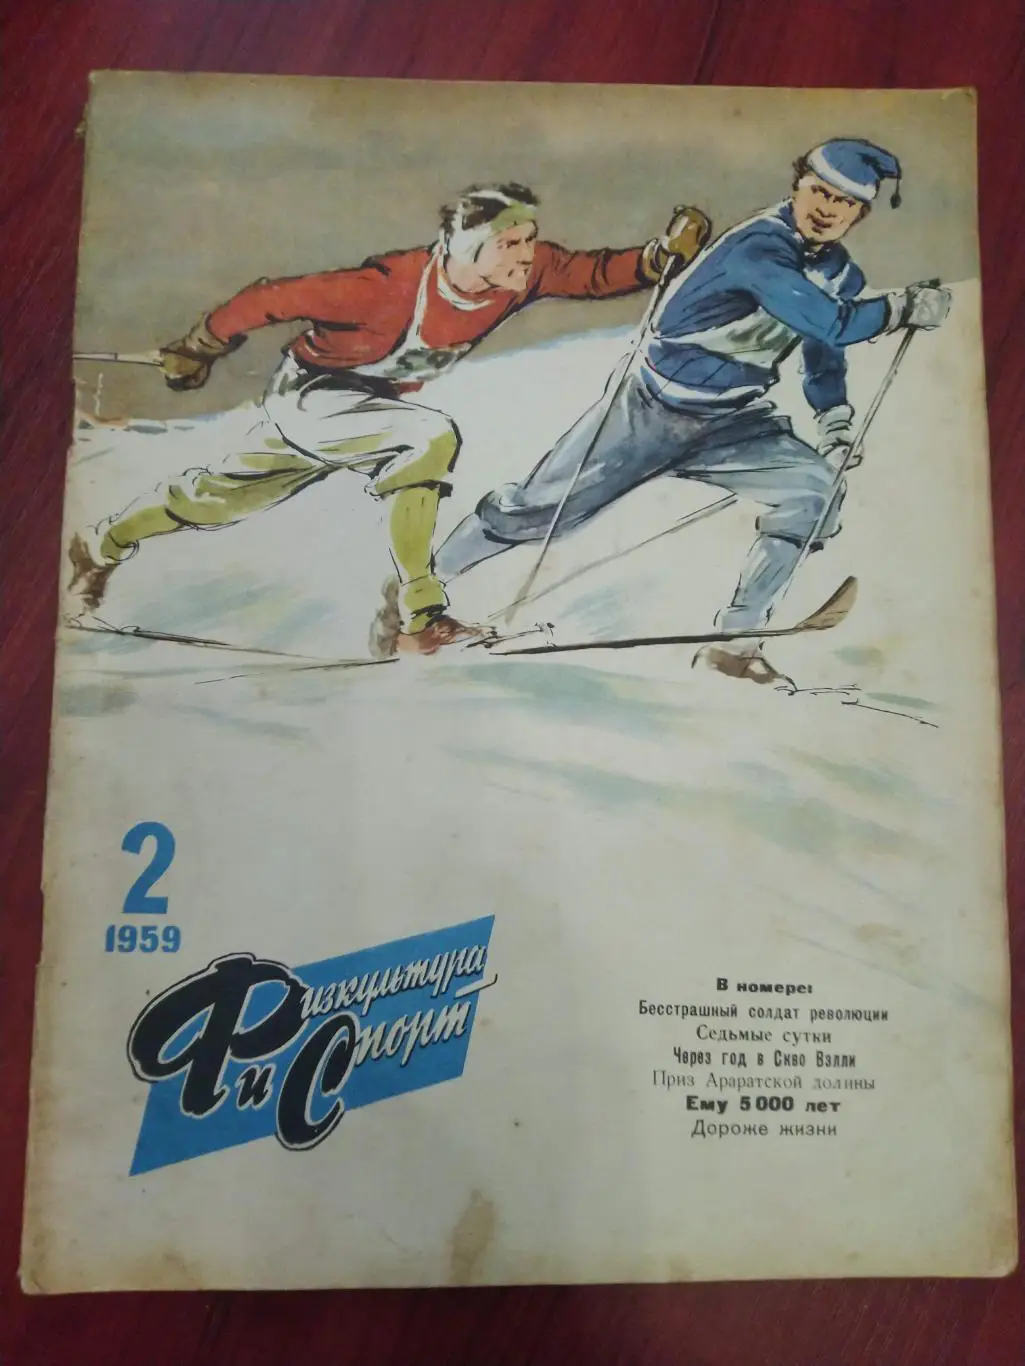 2
1959
Физкультура
и Спорт
В номере:
Бесстрашный солдат революции
Седьмые сутки
Через год в Скво Вэлли
Приз Араратской долины
Ему 5000 лет
Дороже жизни